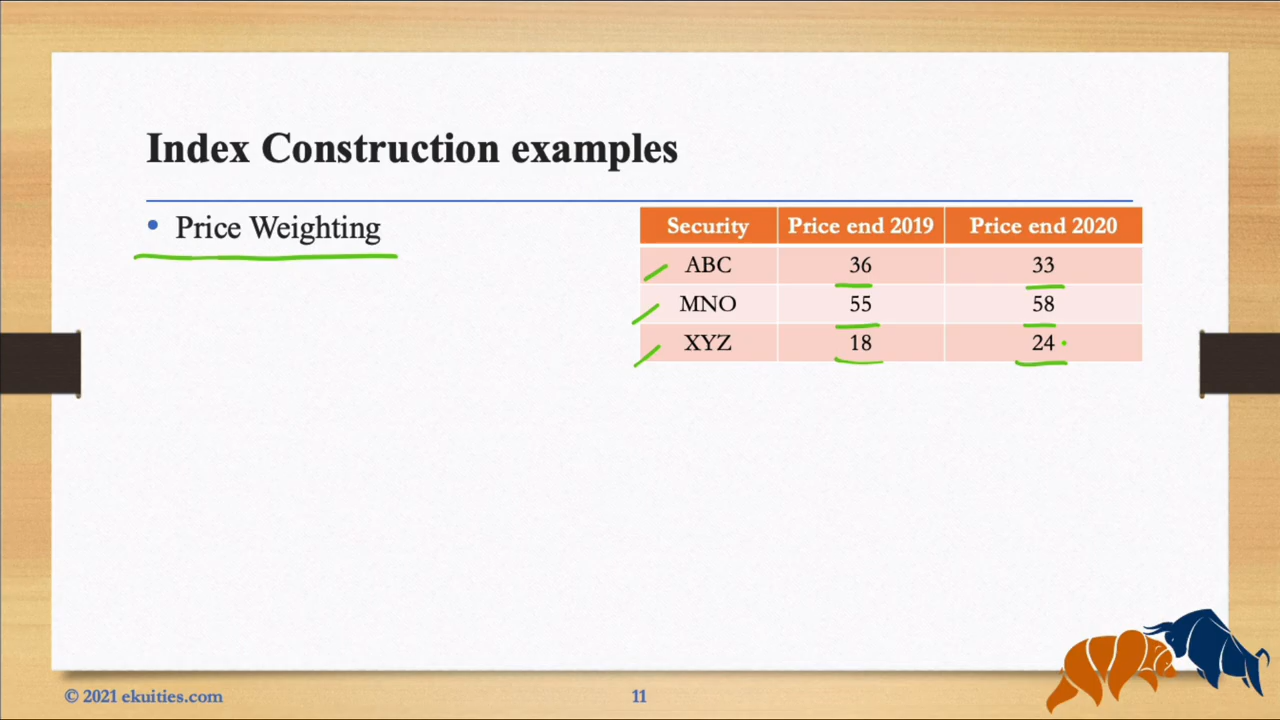 Index Construction examples
• Price Weighting
Security Price end 2019 Price end 2020
ABC 36 33
MNO 55 58
XYZ 18 24
© 2021 ekuities.com
11